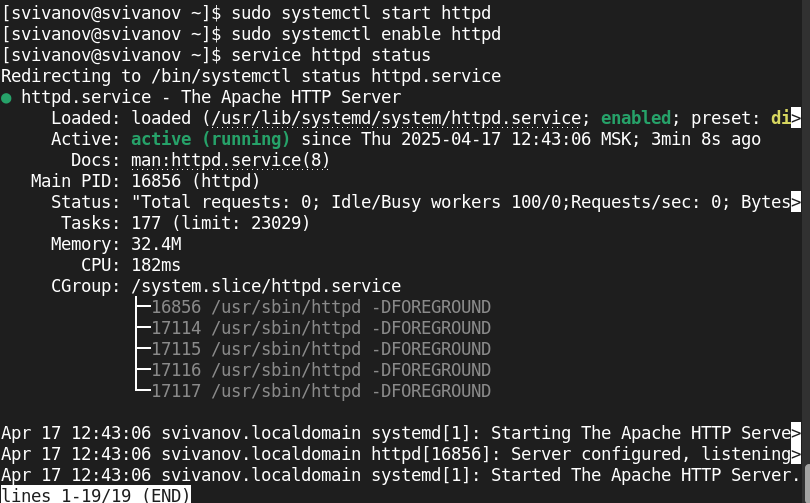 [svivanov@svivanov ~]$ sudo systemctl start httpd
[svivanov@svivanov ~]$ sudo systemctl enable httpd
[svivanov@svivanov ~]$ service httpd status
Redirecting to /bin/systemctl status httpd.service
● httpd.service - The Apache HTTP Server
     Loaded: loaded (/usr/lib/systemd/system/httpd.service; enabled; preset: di>
     Active: active (running) since Thu 2025-04-17 12:43:06 MSK; 3min 8s ago
       Docs: man:httpd.service(8)
   Main PID: 16856 (httpd)
     Status: "Total requests: 0; Idle/Busy workers 100/0;Requests/sec: 0; Bytes>
      Tasks: 177 (limit: 23029)
     Memory: 32.4M
        CPU: 182ms
     CGroup: /system.slice/httpd.service
             ├─16856 /usr/sbin/httpd -DFOREGROUND
             ├─17114 /usr/sbin/httpd -DFOREGROUND
             ├─17115 /usr/sbin/httpd -DFOREGROUND
             ├─17116 /usr/sbin/httpd -DFOREGROUND
             └─17117 /usr/sbin/httpd -DFOREGROUND

Apr 17 12:43:06 svivanov.localdomain systemd[1]: Starting The Apache HTTP Serve>
Apr 17 12:43:06 svivanov.localdomain httpd[16856]: Server configured, listening>
Apr 17 12:43:06 svivanov.localdomain systemd[1]: Started The Apache HTTP Server.
lines 1-19/19 (END)